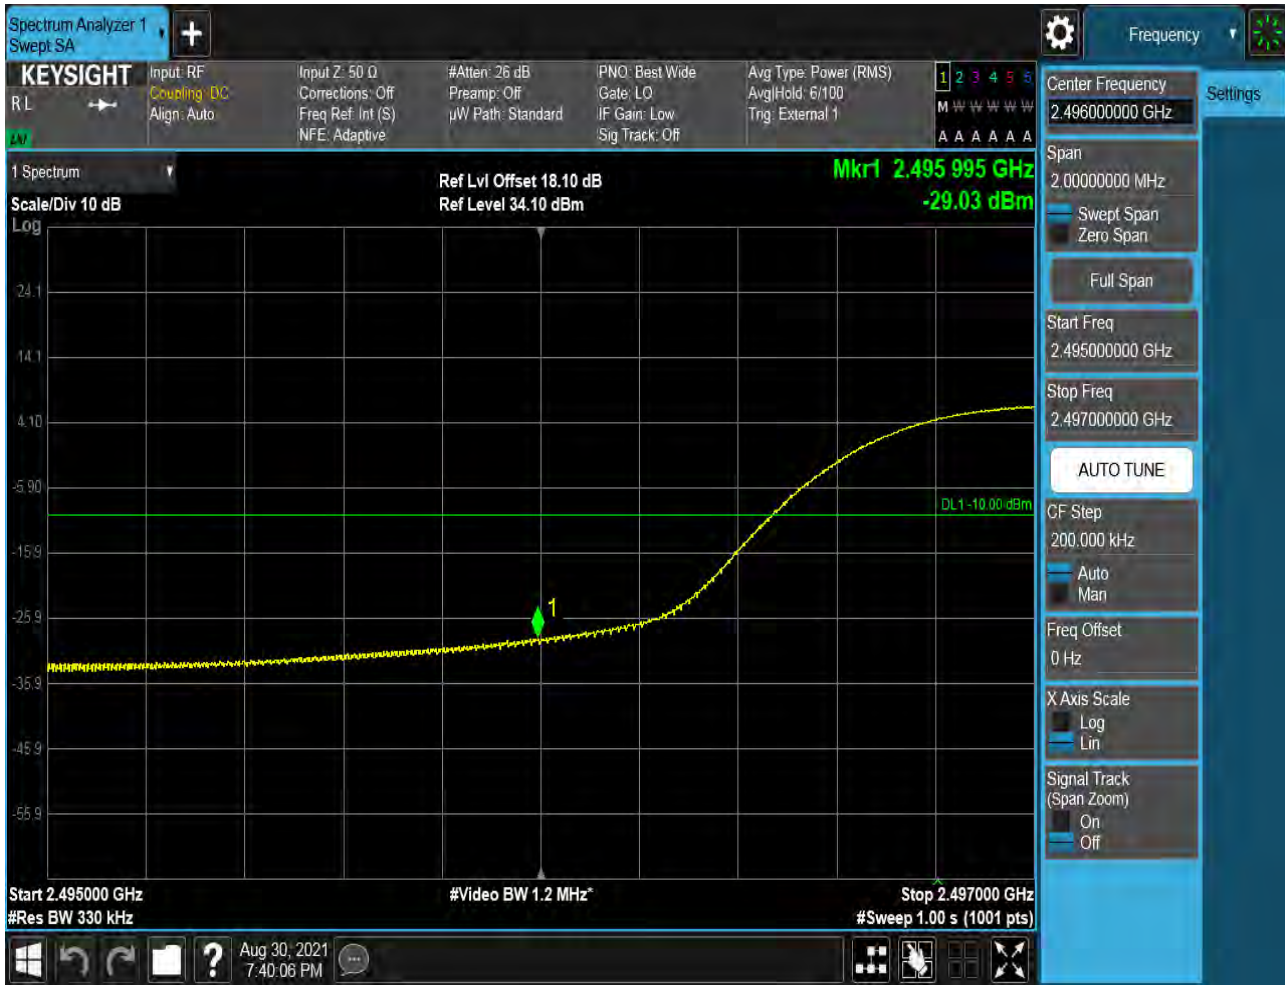 Spectrum Analyzer 1
Swept SA
Frequency
KEYSIGHT
R L
LNI
Input: RF
Coupling: DC
Align: Auto
Input Z: 50 Ω
Corrections: Off
Freq Ref: Int (S)
NFE: Adaptive
#Atten: 26 dB
Preamp: Off
µW Path: Standard
PNO: Best Wide
Gate: LO
IF Gain: Low
Sig Track: Off
Avg Type: Power (RMS)
Avg|Hold: 6/100
Trig: External 1
1 2 3 4 5 6
M W W W W W
A A A A A A
1 Spectrum
Scale/Div 10 dB
Log
Ref Lvl Offset 18.10 dB
Ref Level 34.10 dBm
Mkr1 2.495 995 GHz
-29.03 dBm
24.1
14.1
4.10
-5.90
-15.9
-25.9
-35.9
-45.9
-55.9
DL1 -10.00 dBm
1
Start 2.495000 GHz
#Res BW 330 kHz
#Video BW 1.2 MHz*
Stop 2.497000 GHz
#Sweep 1.00 s (1001 pts)
Aug 30, 2021
7:40:06 PM
Center Frequency
2.496000000 GHz
Settings
Span
2.00000000 MHz
Swept Span
Zero Span
Full Span
Start Freq
2.495000000 GHz
Stop Freq
2.497000000 GHz
AUTO TUNE
CF Step
200.000 kHz
Auto
Man
Freq Offset
0 Hz
X Axis Scale
Log
Lin
Signal Track
(Span Zoom)
On
Off